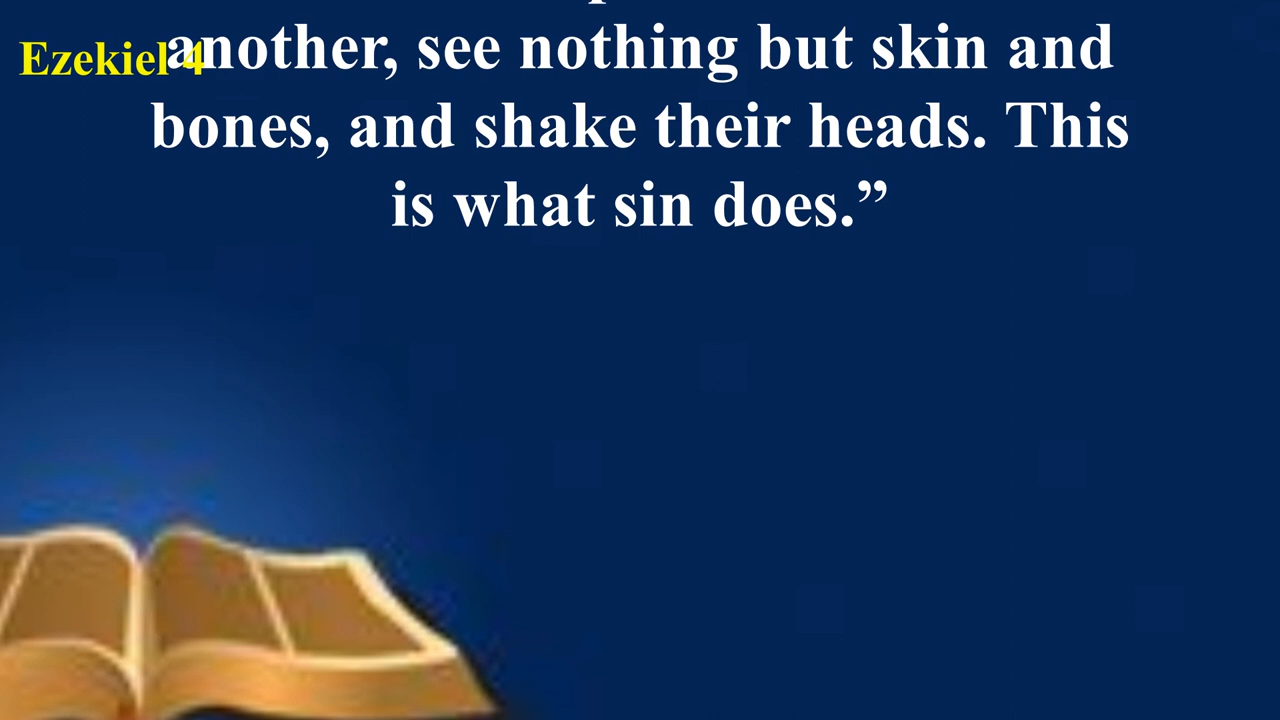 Ezekiel 4
another, see nothing but skin and
bones, and shake their heads. This
is what sin does.”